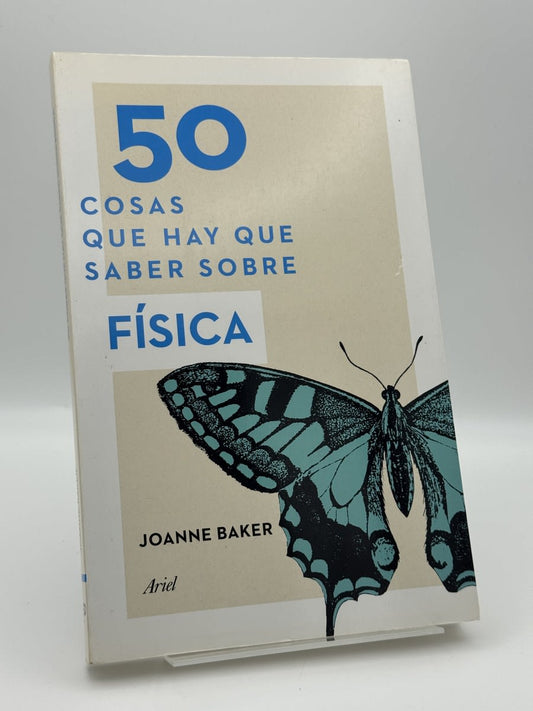 50
COSAS
QUE HAY QUE
SABER SOBRE
FÍSICA
JOANNE BAKER
Ariel